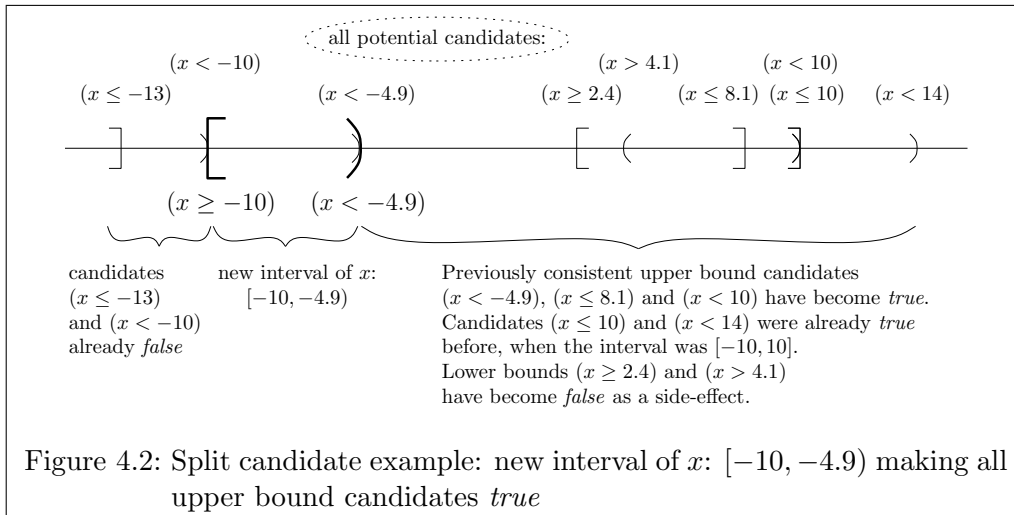 all potential candidates:
(x < −10) (x > 4.1) (x < 10)
(x ≤ −13) (x < −4.9) (x ≥ 2.4) (x ≤ 8.1) (x ≤ 10) (x < 14)
(x ≥ −10) (x < −4.9)
candidates
(x ≤ −13)
and (x < −10)
already false
new interval of x:
[−10, −4.9)
Previously consistent upper bound candidates
(x < −4.9), (x ≤ 8.1) and (x < 10) have become true.
Candidates (x ≤ 10) and (x < 14) were already true
before, when the interval was [−10, 10].
Lower bounds (x ≥ 2.4) and (x > 4.1)
have become false as a side-effect.
Figure 4.2: Split candidate example: new interval of x: [−10, −4.9) making all
upper bound candidates true